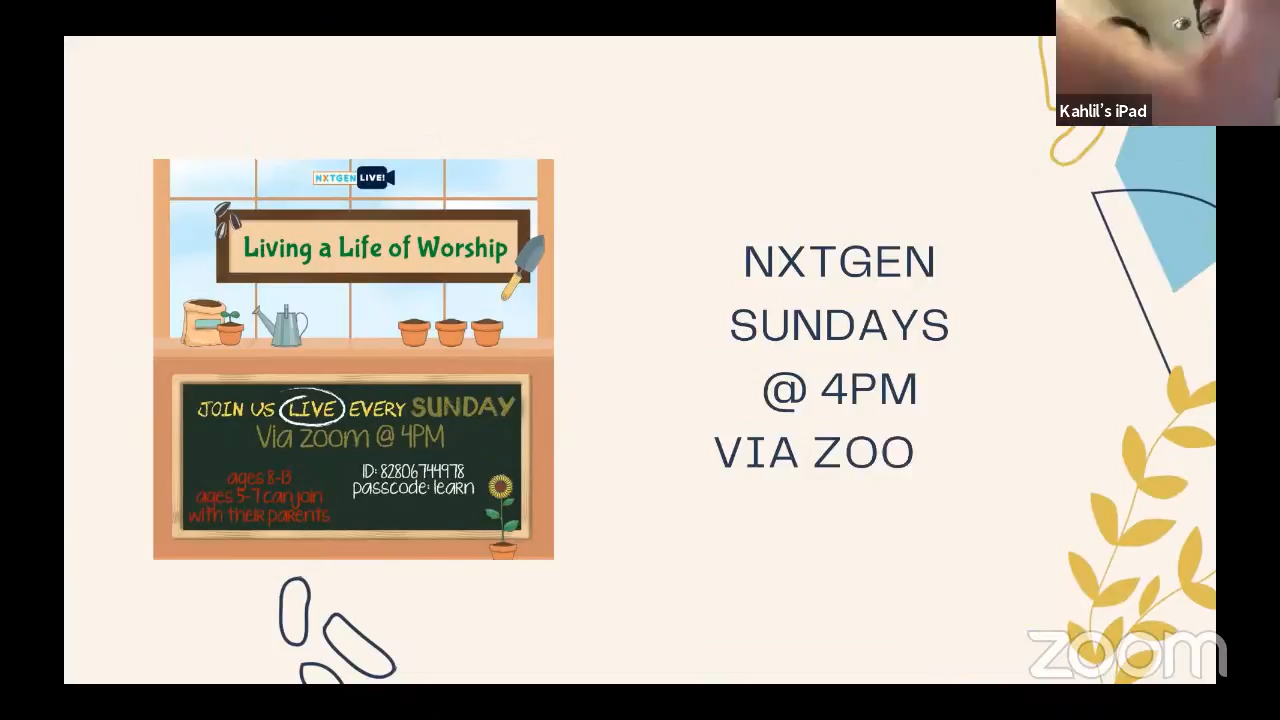 Kahlil's iPad
NXTGEN LIVE!
Living a Life of Worship
JOIN US LIVE EVERY SUNDAY
Via zoom @ 4PM
ages 8-13
ages 5-7 can join
with their parents
ID: 82806744978
passcode: learn
NXTGEN
SUNDAYS
@ 4PM
VIA ZOO
zoom